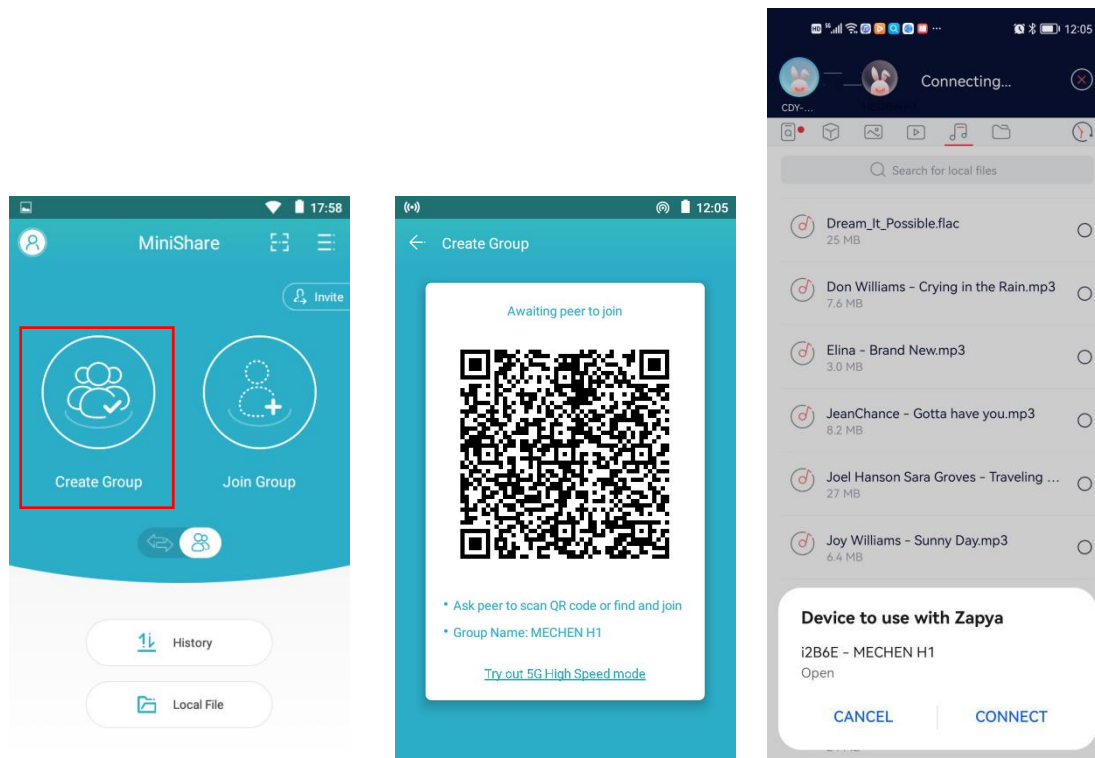 17:58
MiniShare
Invite
Create Group
Join Group
History
Local File
12:05
Create Group
Awaiting peer to join
• Ask peer to scan QR code or find and join
• Group Name: MECHEN H1
Try out 5G High Speed mode
12:05
Connecting...
CDY-...
Search for local files
Dream_It_Possible.flac
25 MB
Don Williams - Crying in the Rain.mp3
7.6 MB
Elina - Brand New.mp3
3.0 MB
JeanChance - Gotta have you.mp3
8.2 MB
Joel Hanson Sara Groves - Traveling ...
27 MB
Joy Williams - Sunny Day.mp3
6.4 MB
Device to use with Zapya
i2B6E - MECHEN H1
Open
CANCEL
CONNECT